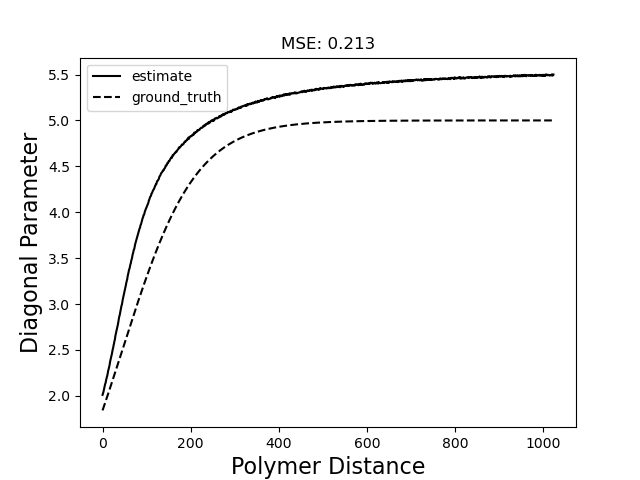 MSE: 0.213
estimate
ground_truth
5.5
5.0
4.5
4.0
3.5
3.0
2.5
2.0
Diagonal Parameter
0 200 400 600 800 1000
Polymer Distance